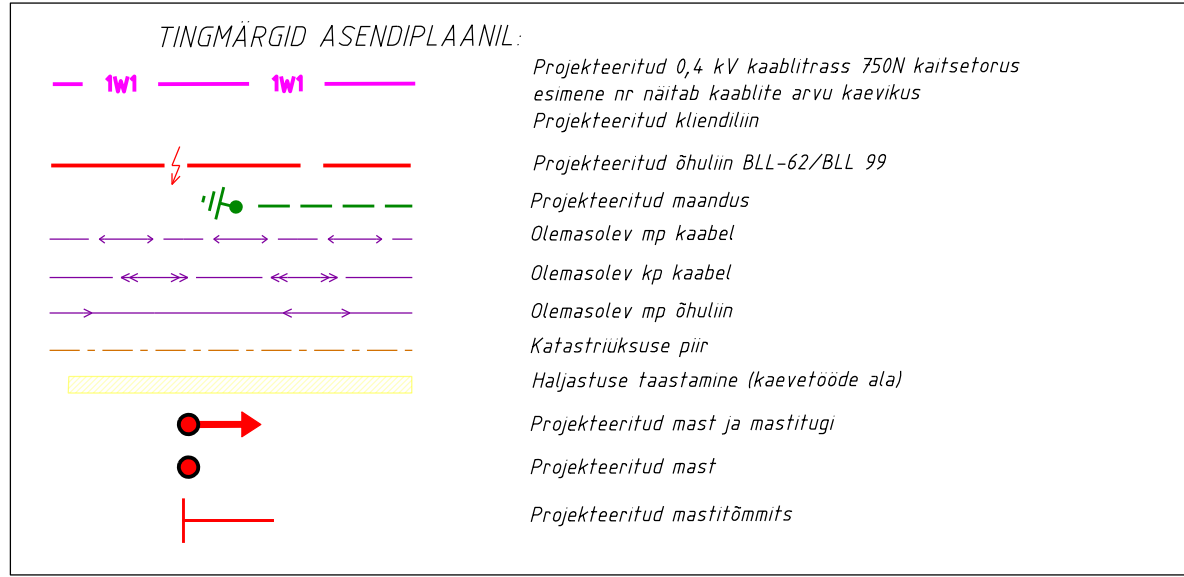 TINGMÄRGID ASENDIPLAANIL:
1W1 1W1
Projekteeritud 0,4 kV kaablitrass 750N kaitsetorus
esimene nr näitab kaablite arvu kaevikus
Projekteeritud kliendiliin
Projekteeritud õhuliin BLL-62/BLL 99
Projekteeritud maandus
Olemasolev mp kaabel
Olemasolev kp kaabel
Olemasolev mp õhuliin
Katastriüksuse piir
Haljastuse taastamine (kaevetööde ala)
Projekteeritud mast ja mastitugi
Projekteeritud mast
Projekteeritud mastitõmmits